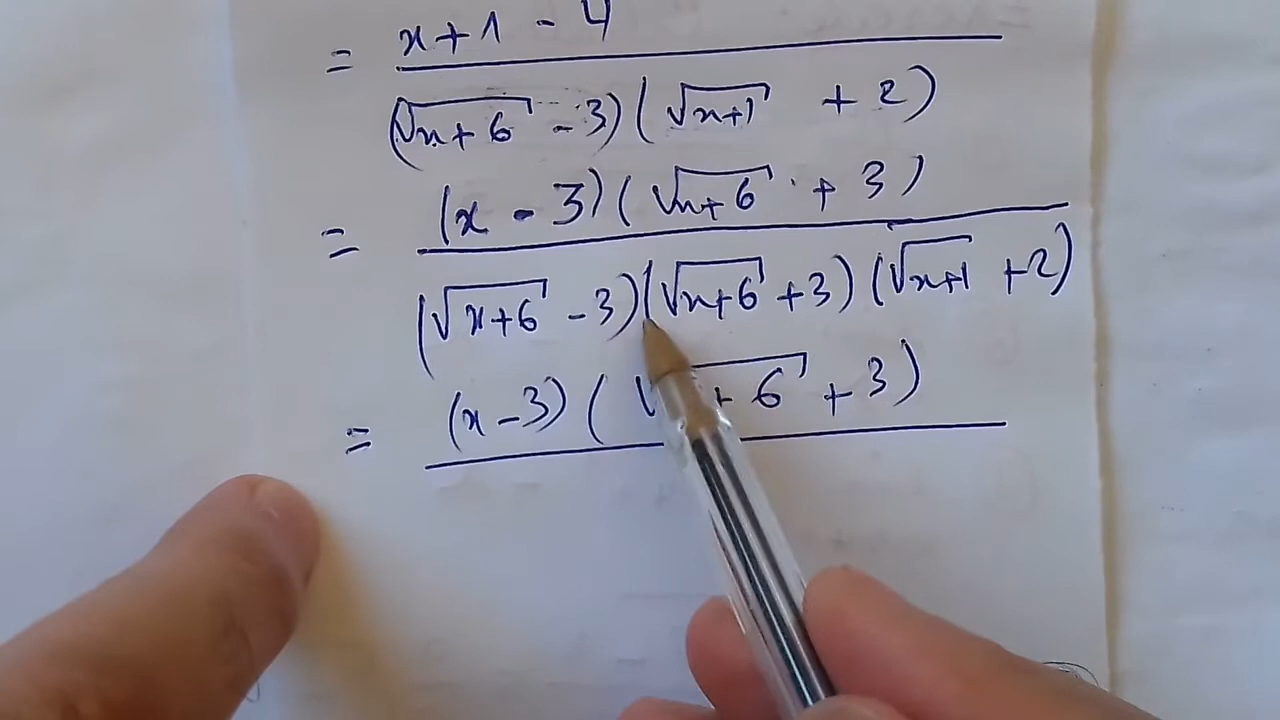 = x+1 - 4
(√x+6 - 3)(√x+1 + 2)
= (x - 3)(√x+6 + 3)
(√x+6 - 3)(√x+6 + 3)(√x+1 + 2)
= (x - 3)(√ + 6 + 3)